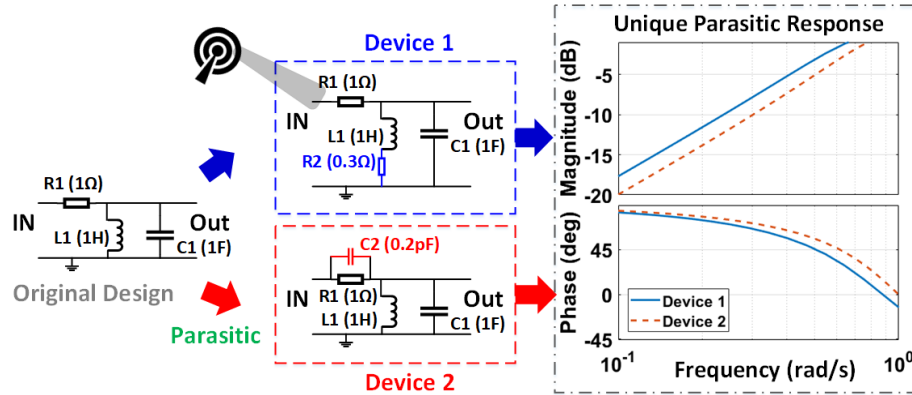 R1 (1Ω)
IN
L1 (1H)
Out
C1 (1F)
Original Design
Parasitic
Device 1
R1 (1Ω)
IN
L1 (1H)
Out
C1 (1F)
R2 (0.3Ω)
C2 (0.2pF)
IN
R1 (1Ω)
L1 (1H)
Out
C1 (1F)
Device 2
Unique Parasitic Response
Magnitude (dB)
-5
-10
-15
-20
Phase (deg)
45
0
-45
Device 1
Device 2
10⁻¹
10⁰
Frequency (rad/s)